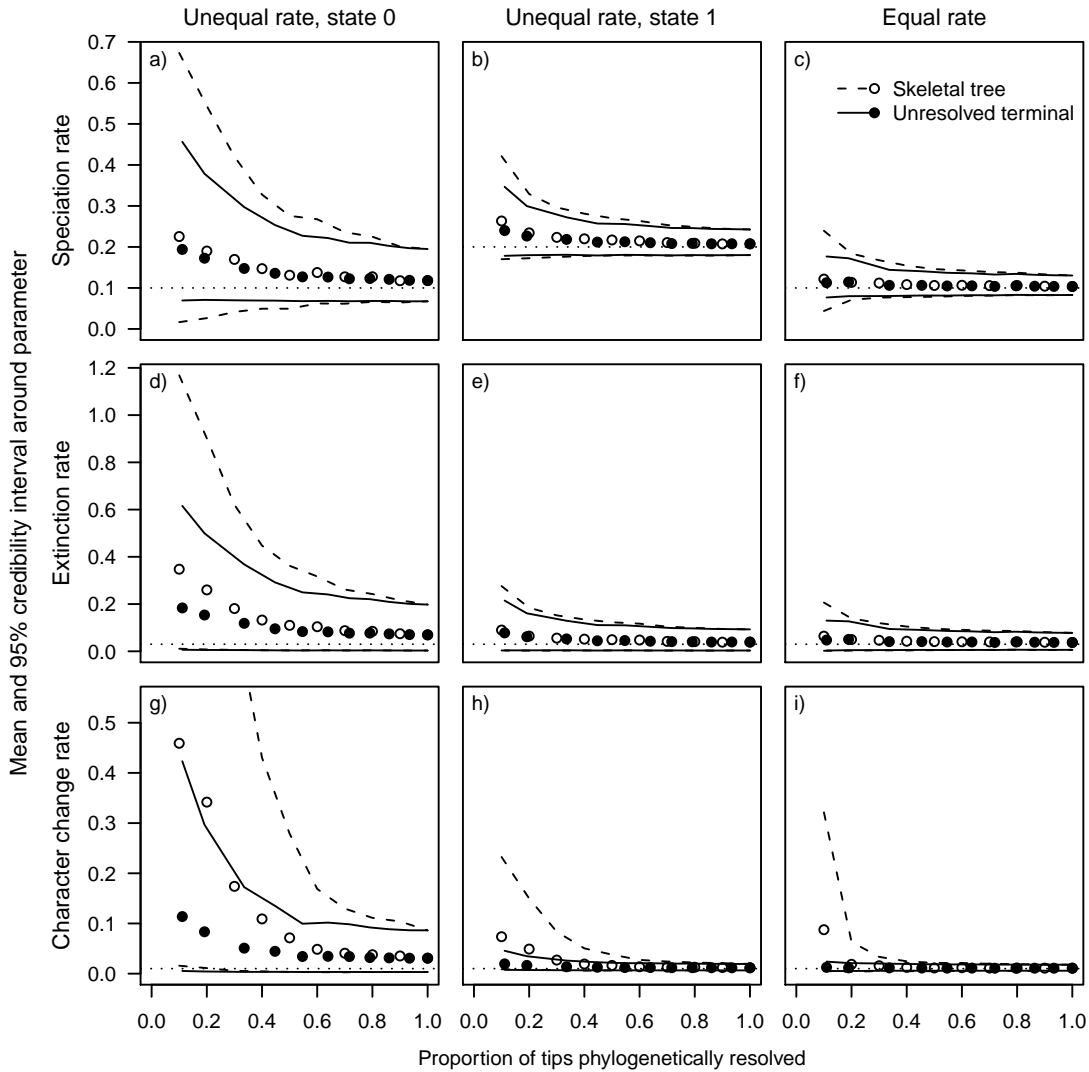 Unequal rate, state 0
Unequal rate, state 1
Equal rate
Mean and 95% credibility interval around parameter
Speciation rate
0.7
0.6
0.5
0.4
0.3
0.2
0.1
0.0
a)
b)
c)
Skeletal tree
Unresolved terminal
Extinction rate
1.2
1.0
0.8
0.6
0.4
0.2
0.0
d)
e)
f)
Character change rate
0.5
0.4
0.3
0.2
0.1
0.0
g)
h)
i)
0.0 0.2 0.4 0.6 0.8 1.0
0.0 0.2 0.4 0.6 0.8 1.0
0.0 0.2 0.4 0.6 0.8 1.0
Proportion of tips phylogenetically resolved